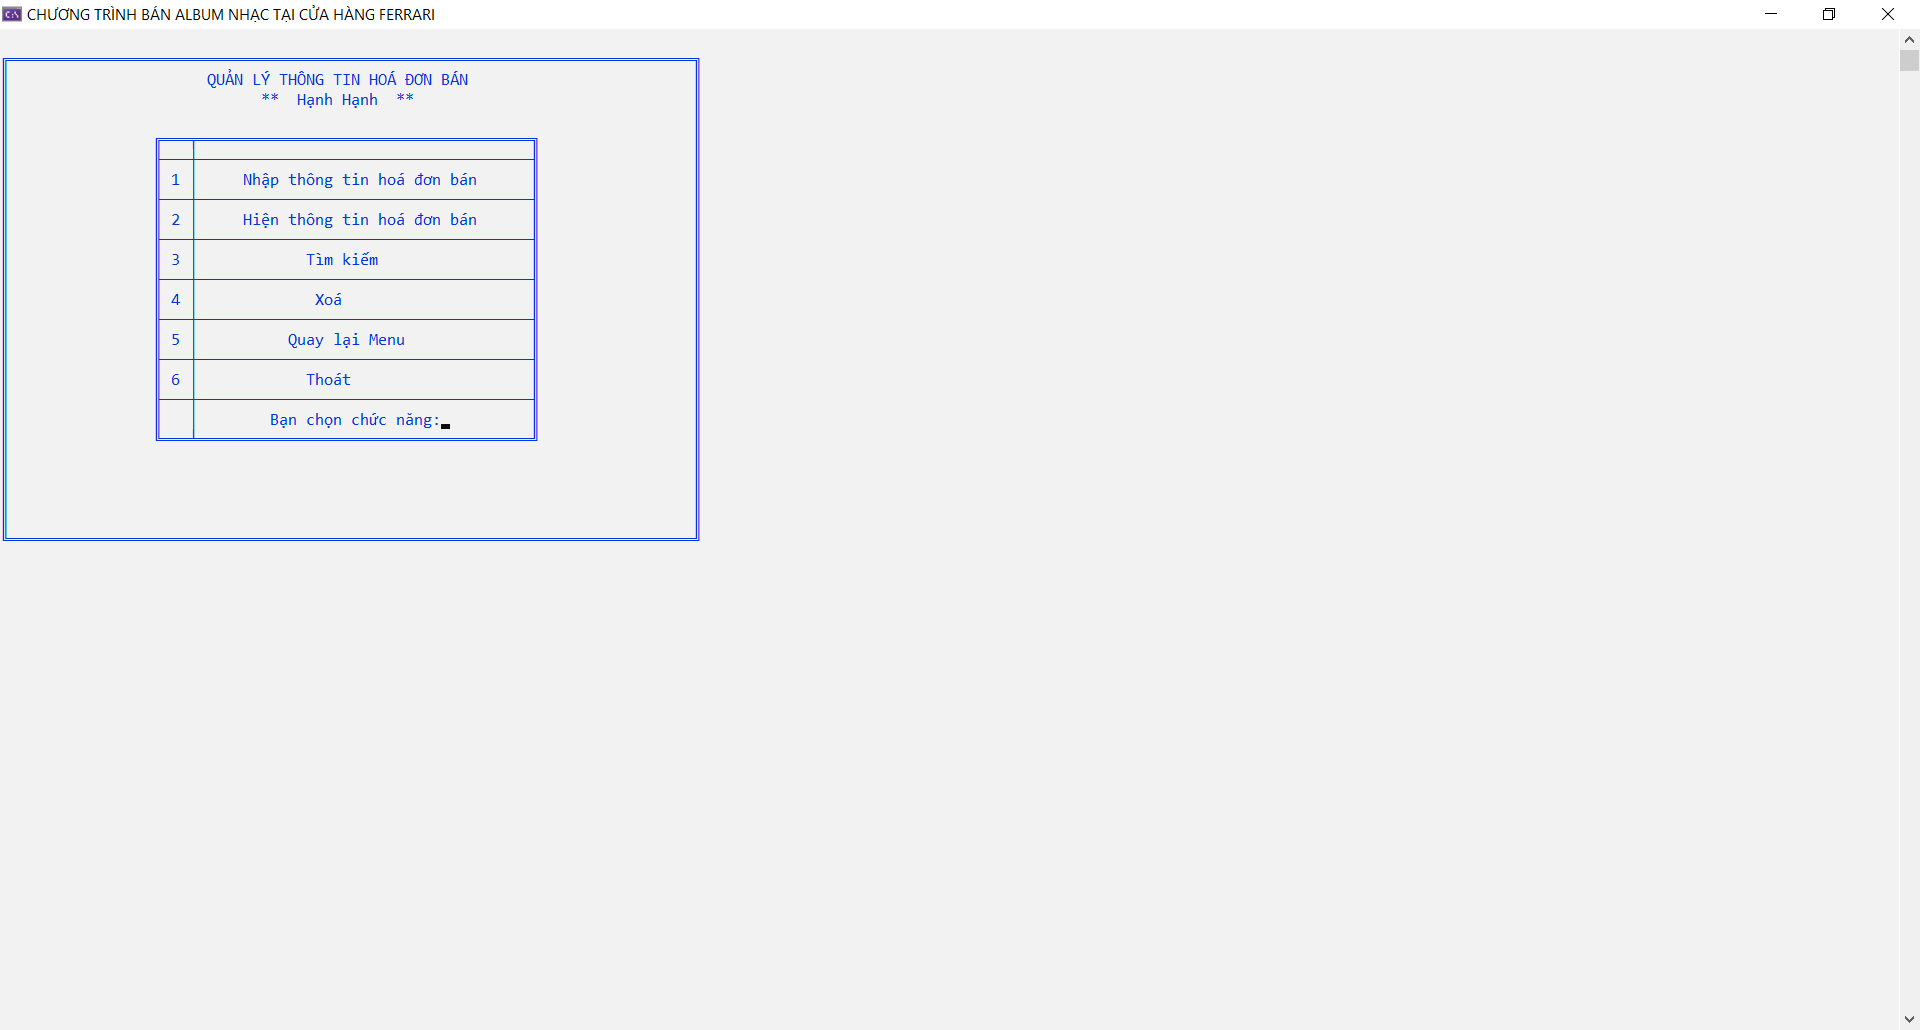 CHƯƠNG TRÌNH BÁN ALBUM NHẠC TẠI CỬA HÀNG FERRARI
QUẢN LÝ THÔNG TIN HOÁ ĐƠN BÁN
** Hạnh Hạnh **
1 Nhập thông tin hoá đơn bán
2 Hiện thông tin hoá đơn bán
3 Tìm kiếm
4 Xoá
5 Quay lại Menu
6 Thoát
Bạn chọn chức năng: